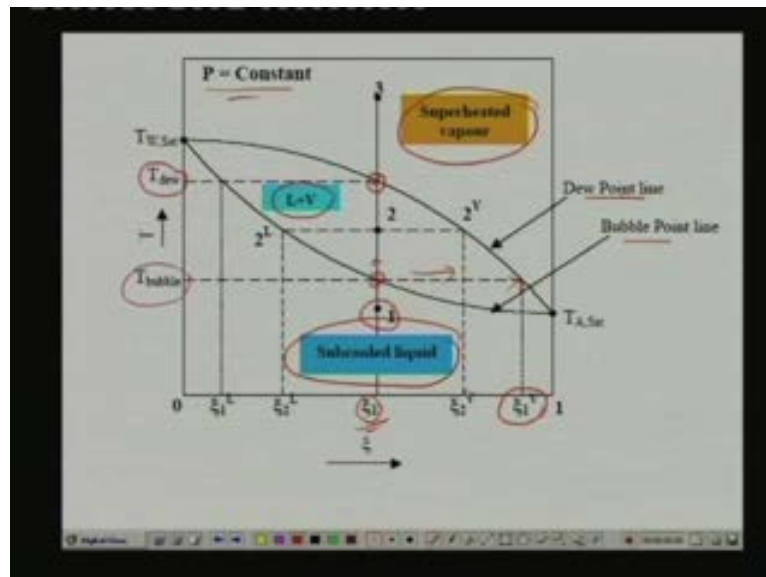 P = Constant
3
Superheated
vapour
T_W,Sat
T_dew
L+V
2
2^V
Dew Point line
2^L
T
Bubble Point line
T_bubble
1
T_A,Sat
Subcooled liquid
0 ξ₁^L ξ₂^L ξ₁ ξ₂^V ξ₁^V 1
ξ